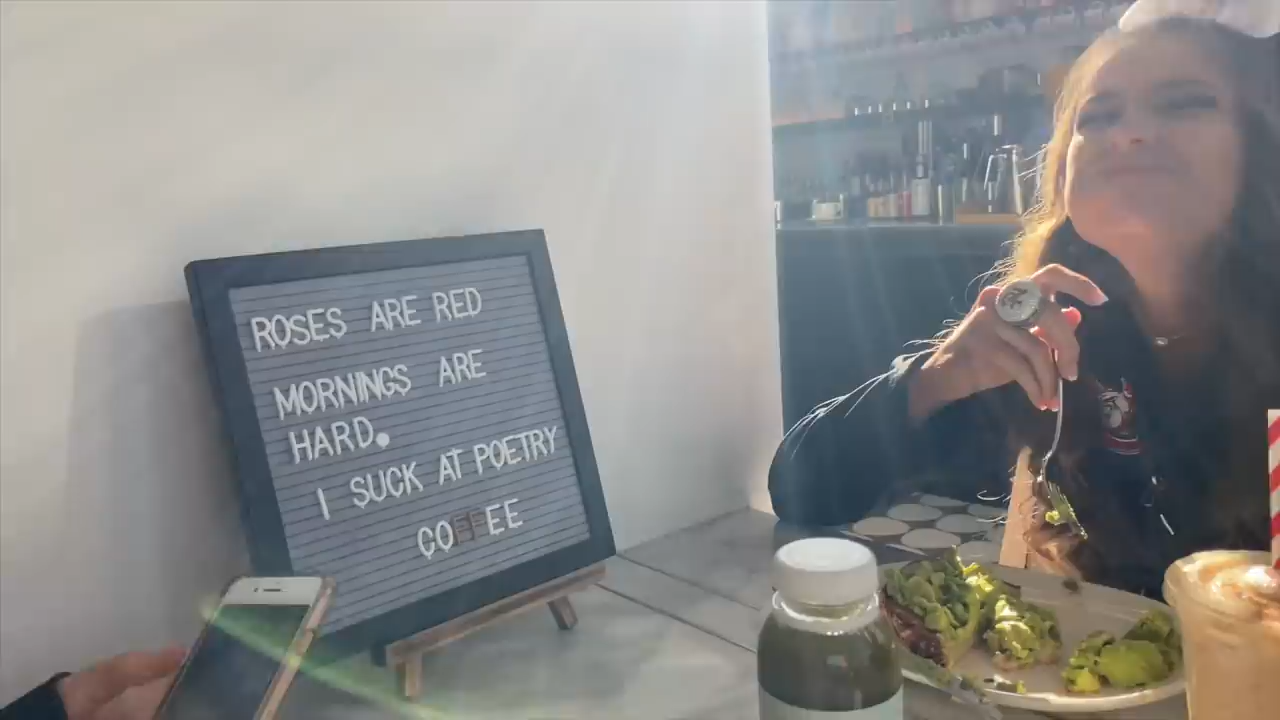 ROSES ARE RED
MORNINGS ARE
HARD.
I SUCK AT POETRY
COFFEE